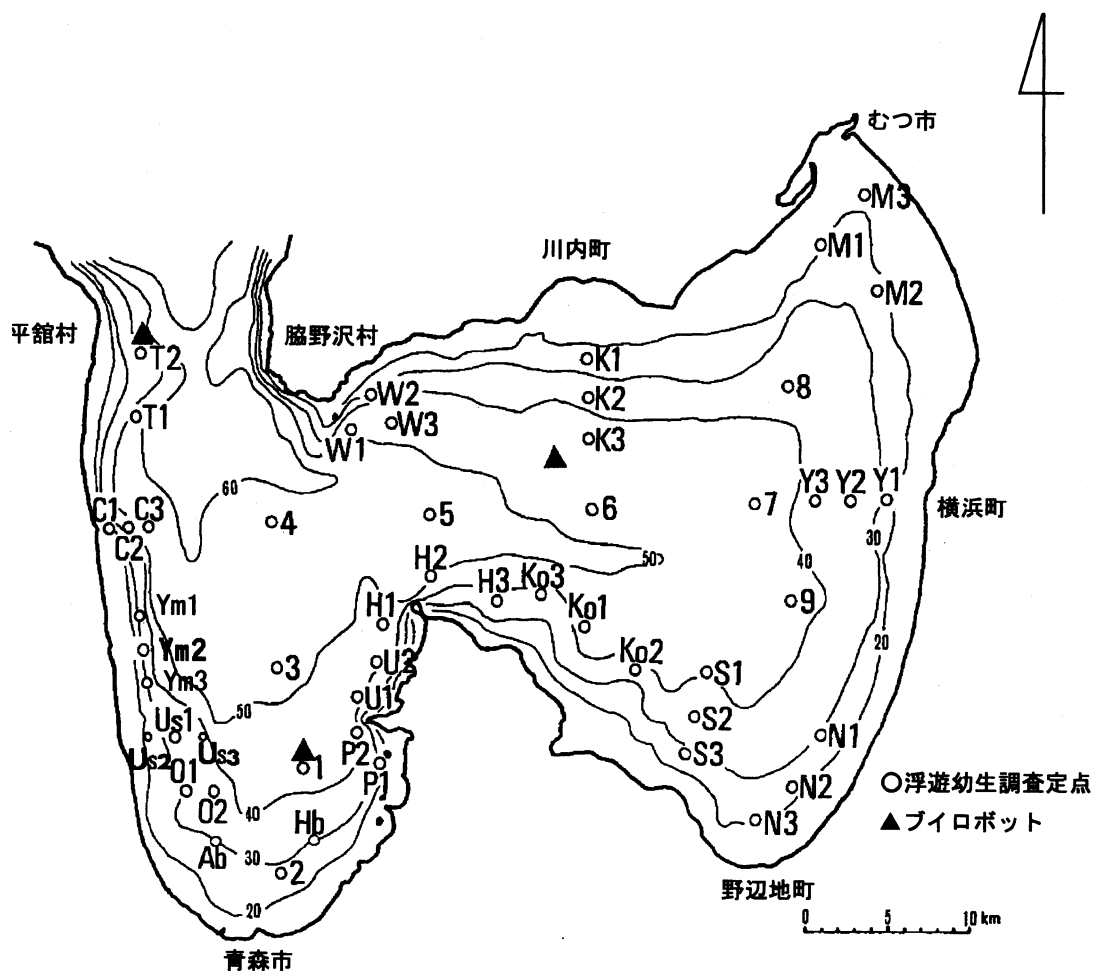 むつ市
M3
M1
川内町
M2
平舘村
脇野沢村
T2
K1
8
W2
K2
T1
W3
K3
W1
60
Y3
Y2
Y1
C1
C3
4
5
6
7
横浜町
C2
30
50
40
H2
Ko3
H3
9
Ym1
H1
Ko1
20
Ym2
U2
Ko2
3
S1
Ym3
U1
50
S2
Us1
P2
N1
Us2
Us3
S3
1
P1
O1
N2
○浮遊幼生調査定点
O2
40
Hb
N3
▲ブイロボット
Ab
30
2
野辺地町
20
0 5 10 km
青森市